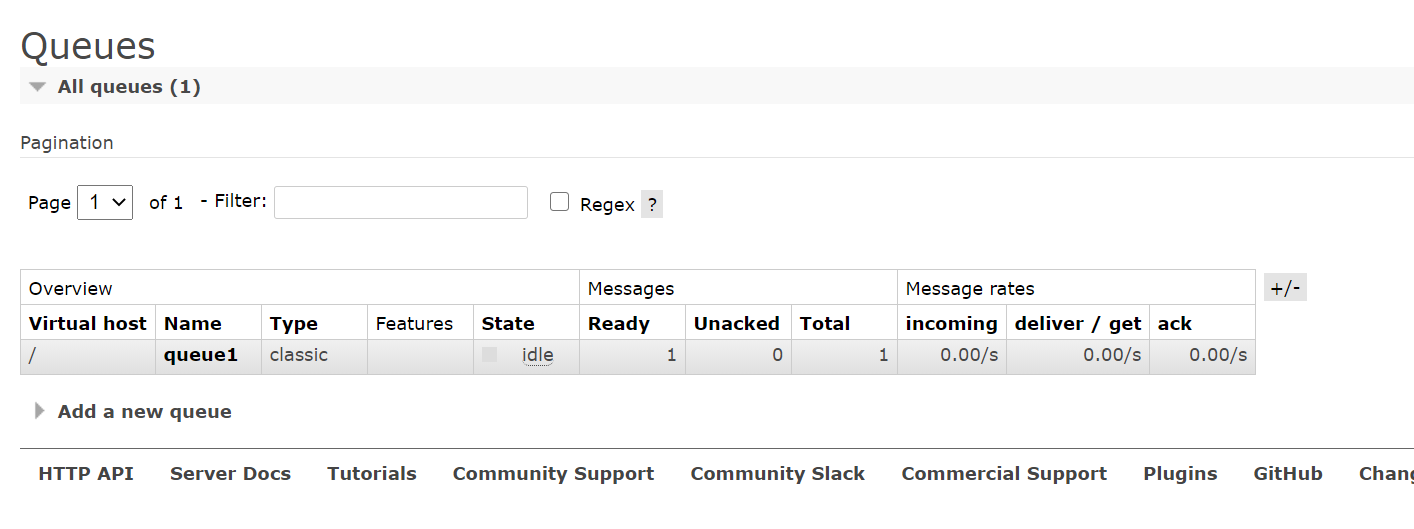 Queues
All queues (1)
Pagination
Page 1 of 1 - Filter: Regex ?
Overview Messages Message rates +/-
Virtual host Name Type Features State Ready Unacked Total incoming deliver / get ack
/ queue1 classic idle 1 0 1 0.00/s 0.00/s 0.00/s
Add a new queue
HTTP API Server Docs Tutorials Community Support Community Slack Commercial Support Plugins GitHub Chang